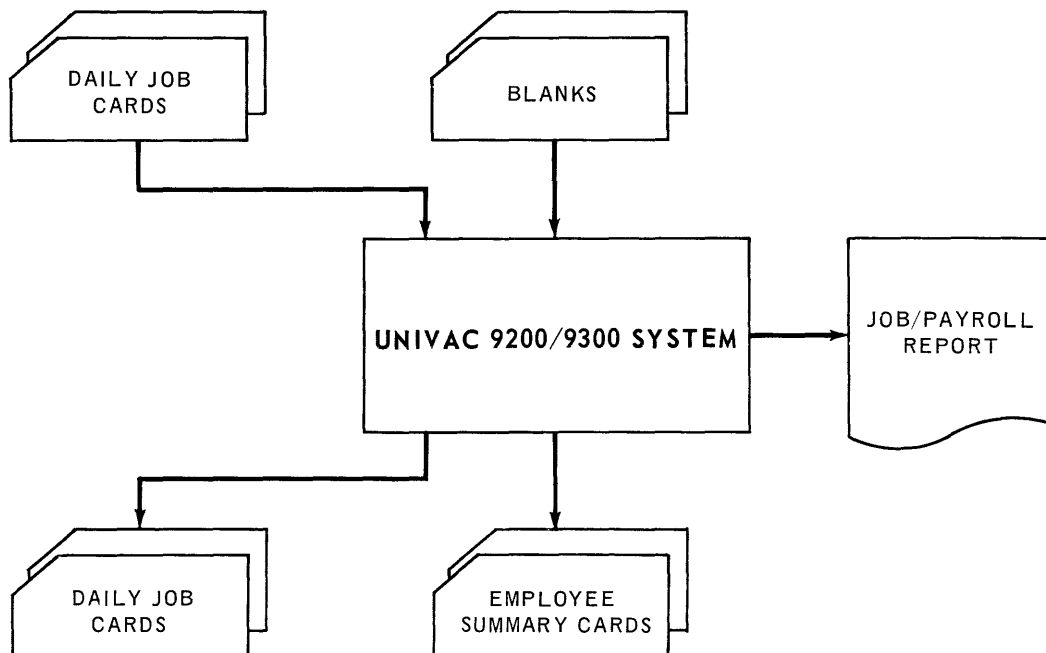 DAILY JOB
CARDS
BLANKS
UNIVAC 9200/9300 SYSTEM
JOB/PAYROLL
REPORT
DAILY JOB
CARDS
EMPLOYEE
SUMMARY CARDS